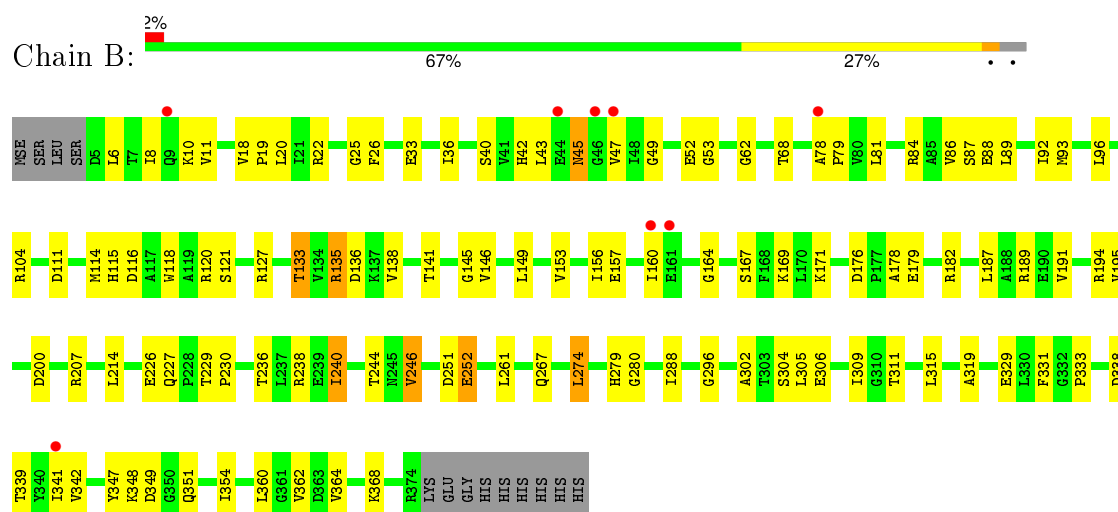 2%
Chain B:
67% 27% • •
MSE SER LEU SER D5 L6 T7 I8 Q9 K10 V11 V18 P19 L20 I21 R22 G25 F26 E33 I36 S40 V41 H42 L43 E44 N45 G46 V47 I48 G49 E52 G53 G62 T68 A78 P79 V80 L81 R84 A85 V86 S87 E88 L89 I92 M93 L96
R104 D111 M114 H115 D116 A117 W118 A119 R120 S121 R127 T133 V134 R135 D136 K137 V138 T141 G145 V146 L149 V153 I156 E157 I160 E161 G164 S167 F168 K169 L170 K171 D176 P177 A178 E179 R182 L187 A188 R189 E190 V191 R194
D200 R207 L214 E226 Q227 P228 T229 P230 T236 L237 R238 E239 I240 T244 N245 V246 D251 E252 L261 Q267 L274 H279 G280 I288 G296 A302 T303 S304 L305 E306 I309 G310 T311 L315 A319 E329 L330 F331 G332 P333
T339 Y340 I341 V342 Y347 K348 D349 G350 Q351 I354 L360 G361 V362 D363 V364 K368 R374 LYS GLU GLY HIS HIS HIS HIS HIS HIS